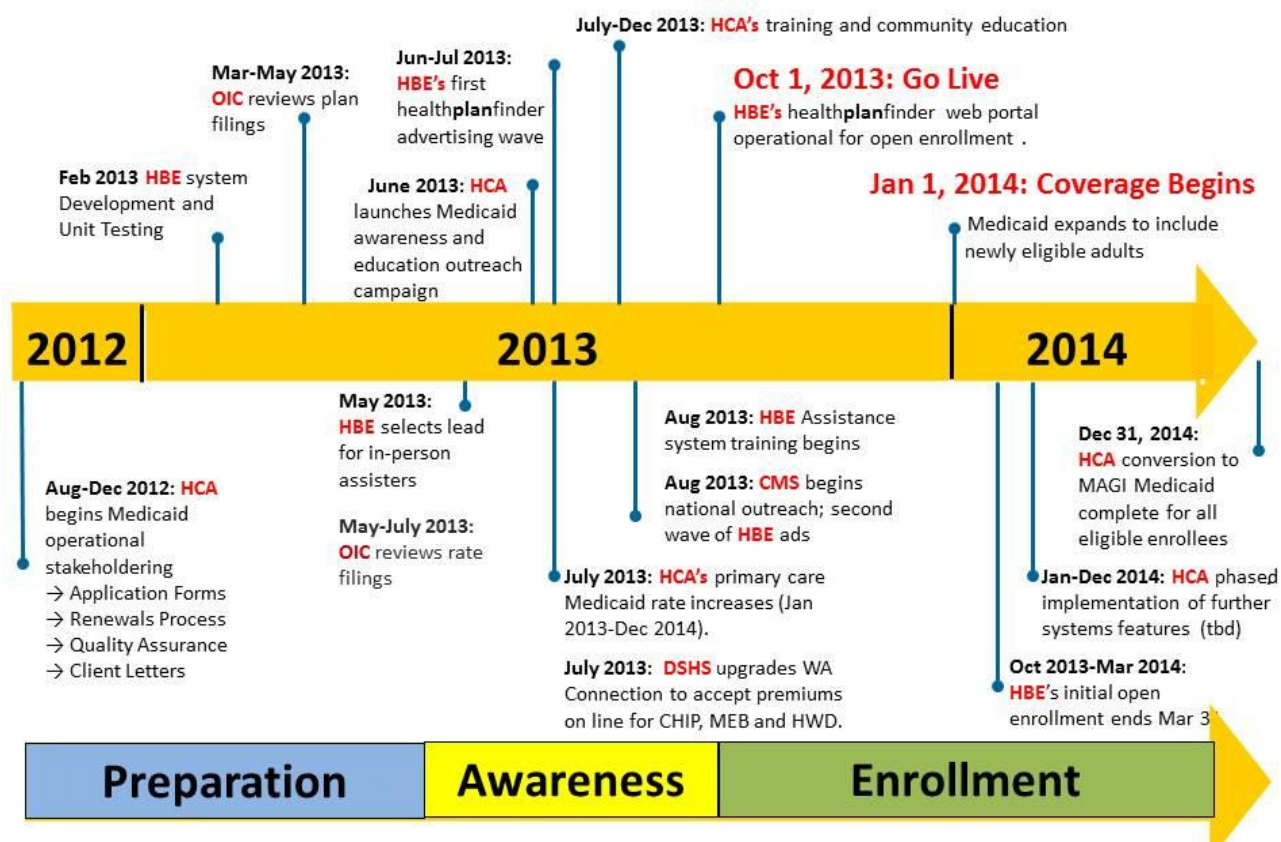 July-Dec 2013: HCA's training and community education
Jun-Jul 2013:
HBE's first
healthplanfinder
advertising wave
Mar-May 2013:
OIC reviews plan
filings
Oct 1, 2013: Go Live
HBE's healthplanfinder web portal
operational for open enrollment .
Feb 2013 HBE system
Development and
Unit Testing
June 2013: HCA
launches Medicaid
awareness and
education outreach
campaign
Jan 1, 2014: Coverage Begins
Medicaid expands to include
newly eligible adults
2012
2013
2014
Aug-Dec 2012: HCA
begins Medicaid
operational
stakeholdering
→ Application Forms
→ Renewals Process
→ Quality Assurance
→ Client Letters
May 2013:
HBE selects lead
for in-person
assisters
May-July 2013:
OIC reviews rate
filings
Aug 2013: HBE Assistance
system training begins
Aug 2013: CMS begins
national outreach; second
wave of HBE ads
July 2013: HCA's primary care
Medicaid rate increases (Jan
2013-Dec 2014).
July 2013: DSHS upgrades WA
Connection to accept premiums
on line for CHIP, MEB and HWD.
Dec 31, 2014:
HCA conversion to
MAGI Medicaid
complete for all
eligible enrollees
Jan-Dec 2014: HCA phased
implementation of further
systems features (tbd)
Oct 2013-Mar 2014:
HBE's initial open
enrollment ends Mar
Preparation
Awareness
Enrollment